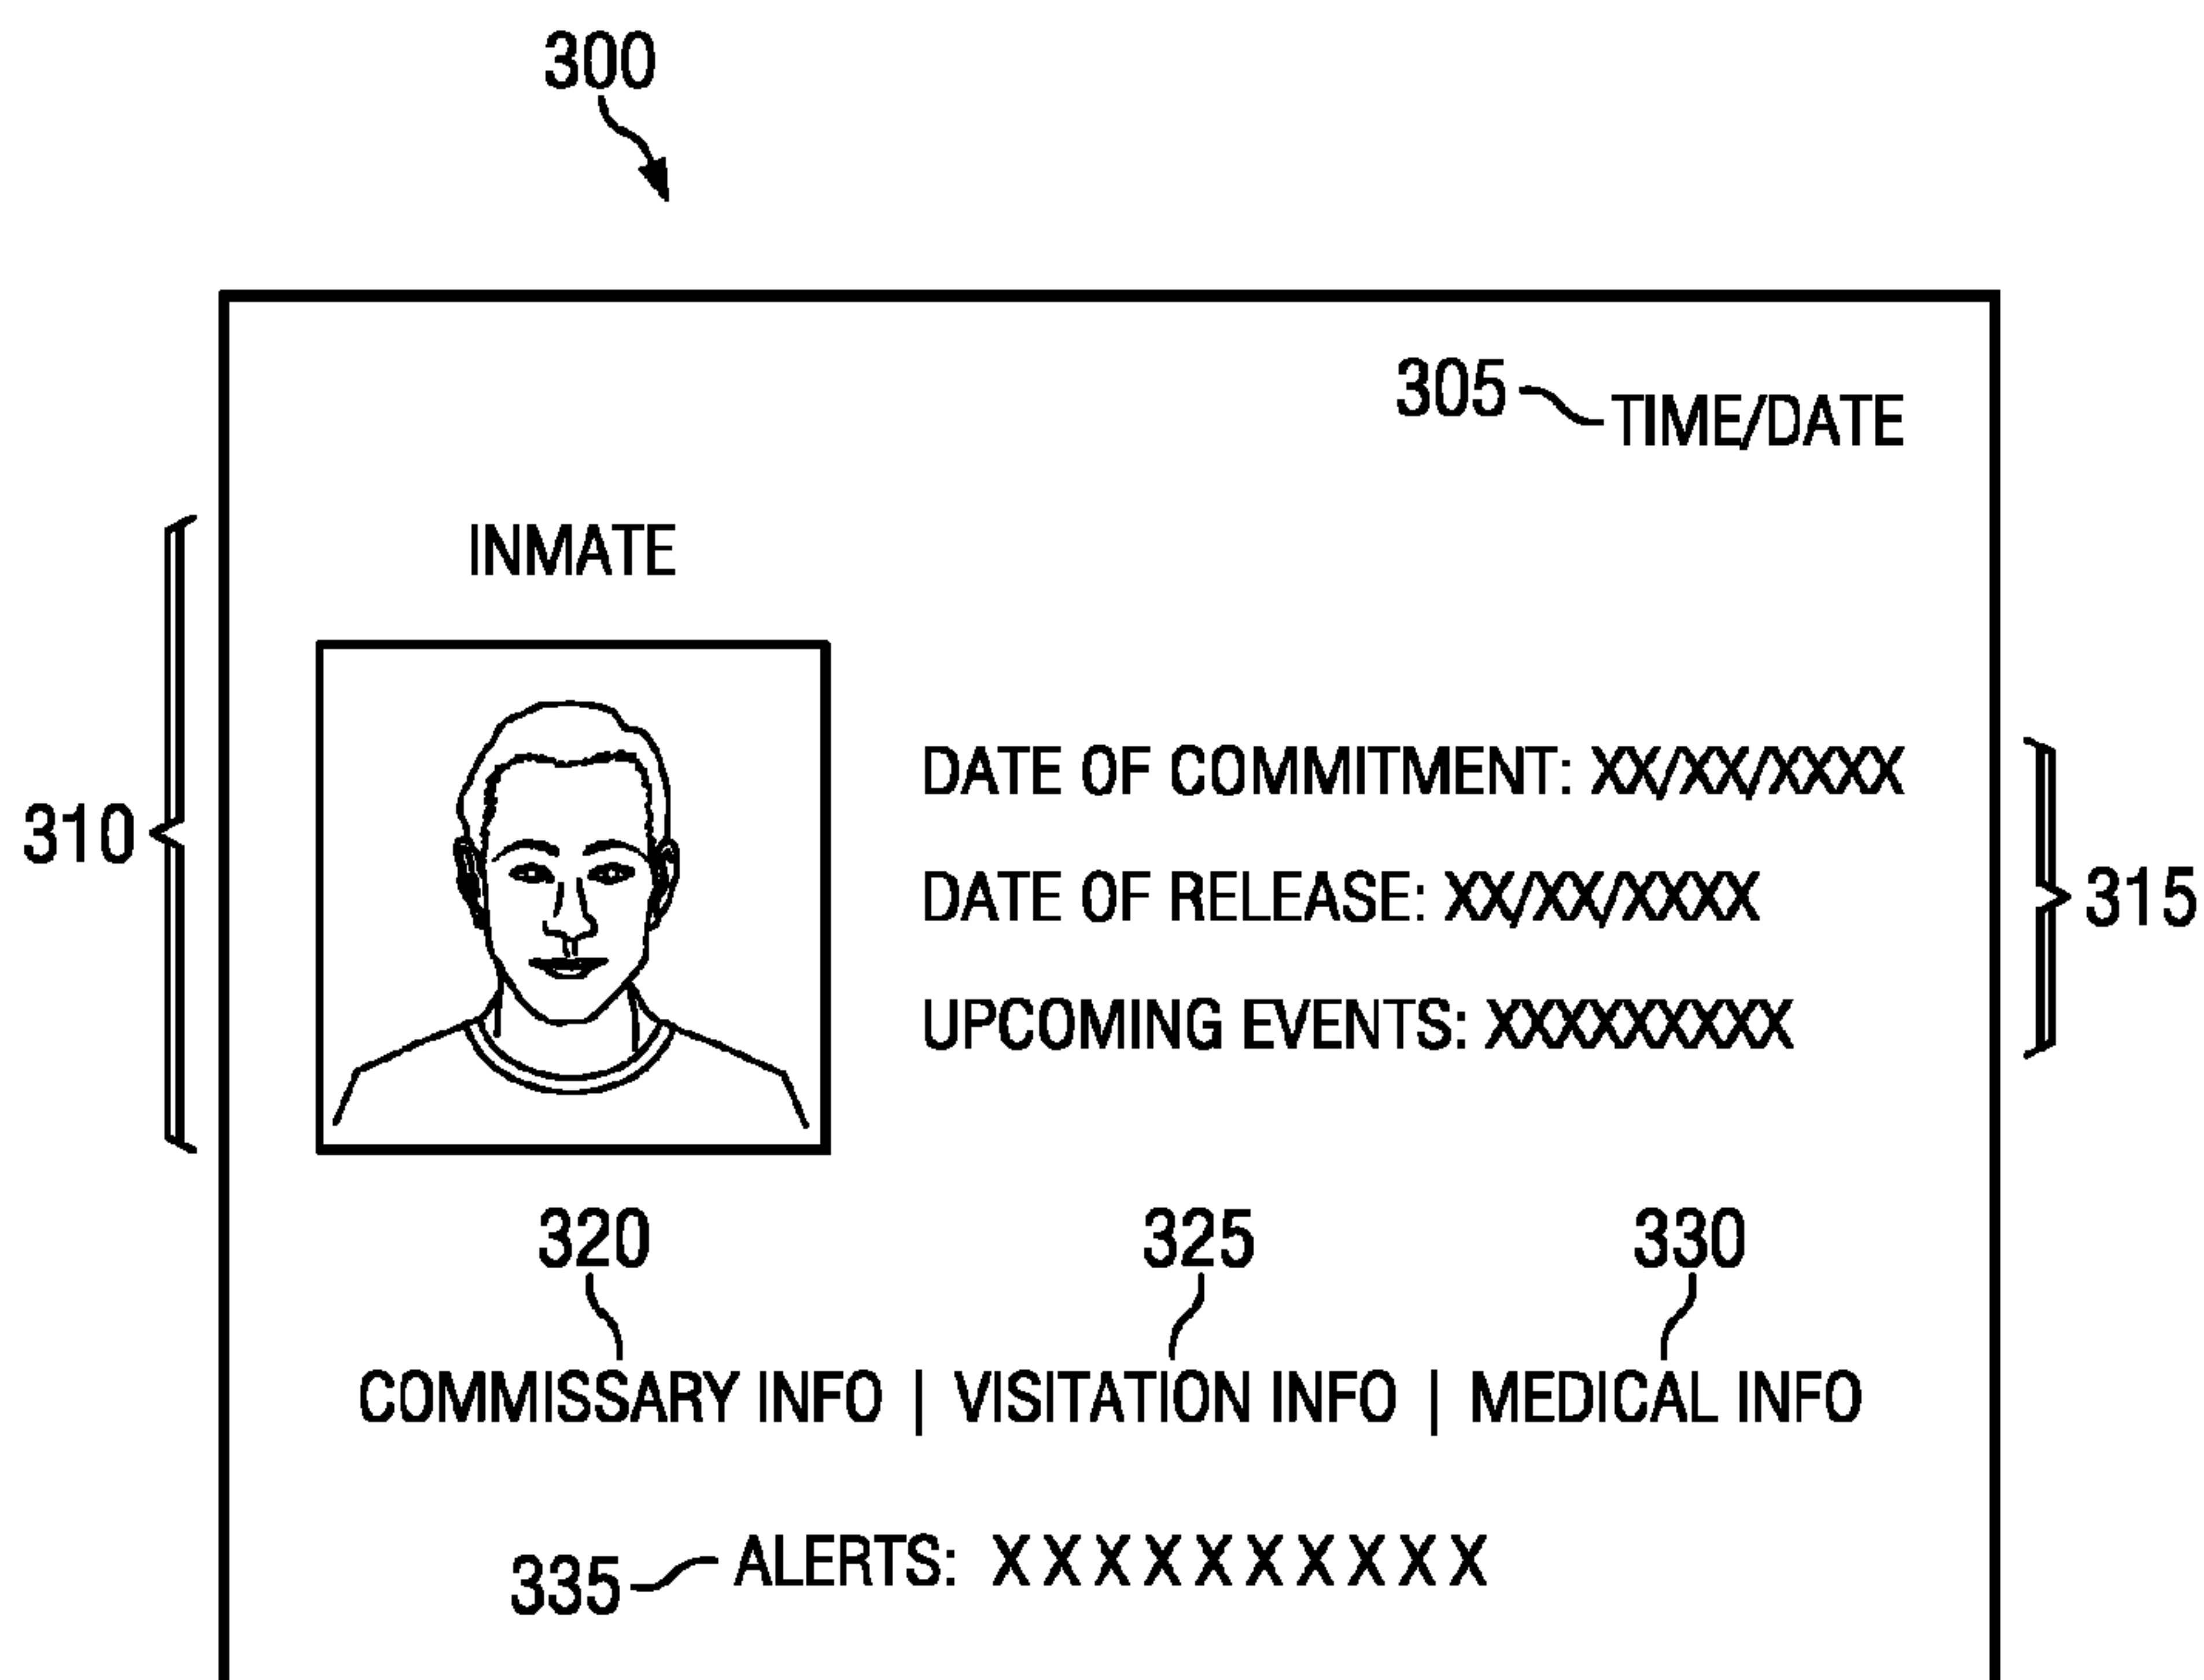 300
305 TIME/DATE
INMATE
310
DATE OF COMMITMENT: XX/XX/XXXX
DATE OF RELEASE: XX/XX/XXXX
315
UPCOMING EVENTS: XXXXXXXXX
320 325 330
COMMISSARY INFO | VISITATION INFO | MEDICAL INFO
335 ALERTS: X X X X X X X X X X